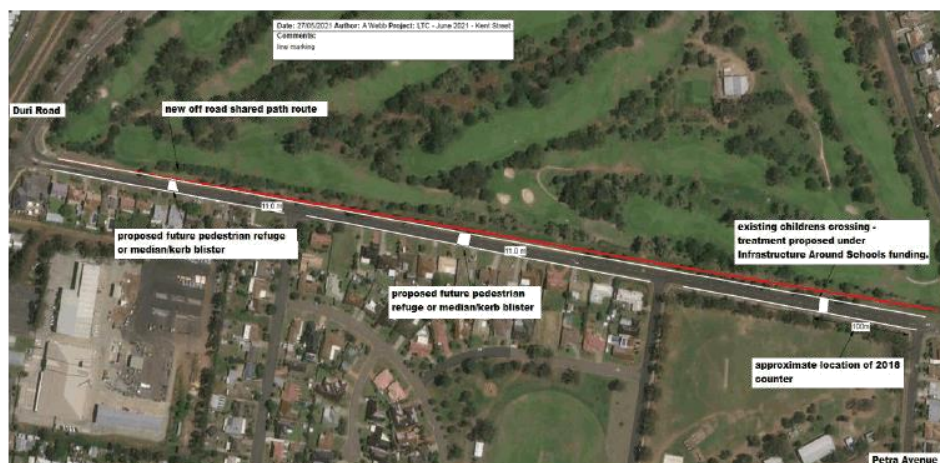 Date: 27/05/2021 Author: A Webb Project: LTC - June 2021 - Kent Street
Comments:
line marking
Duri Road
new off road shared path route
11.0 m
proposed future pedestrian refuge
or median/kerb blister
11.0 m
proposed future pedestrian
refuge or median/kerb blister
existing childrens crossing -
treatment proposed under
Infrastructure Around Schools funding.
100m
approximate location of 2018
counter
Petra Avenue